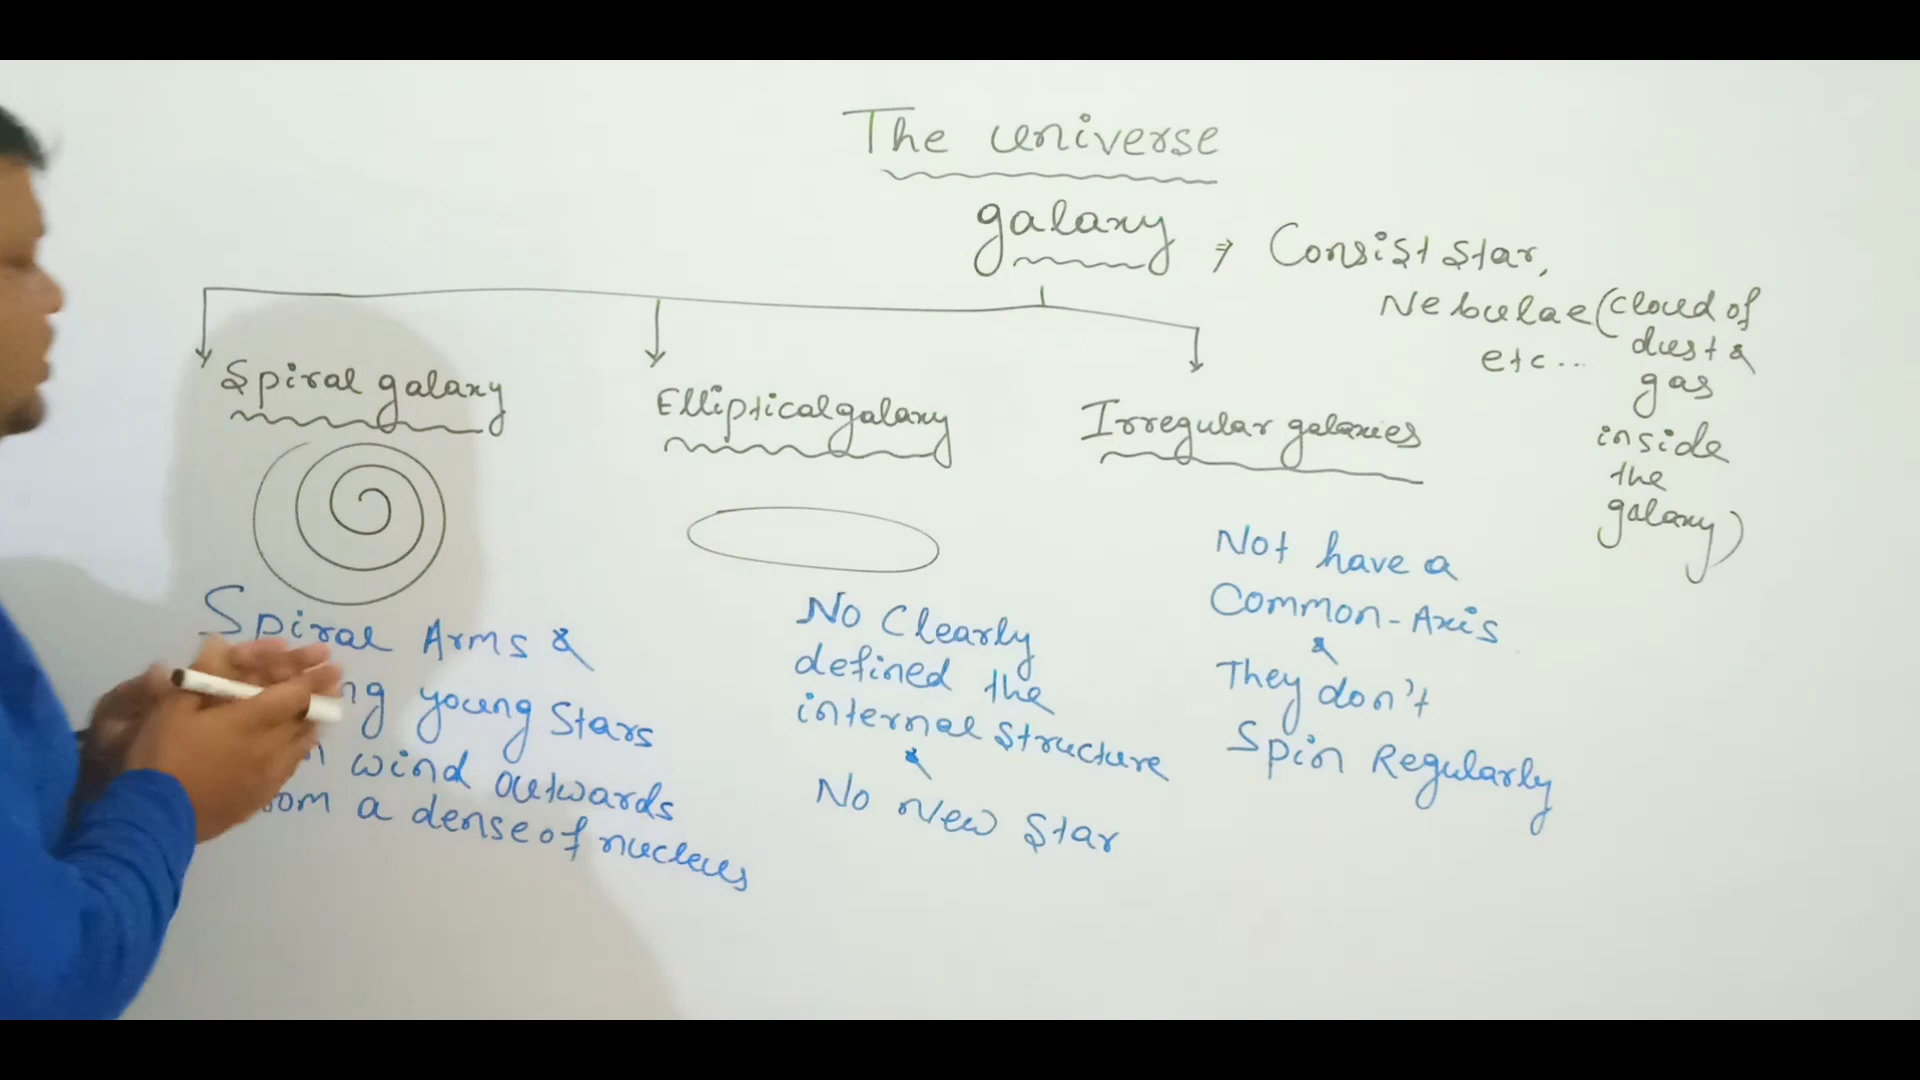 The universe
galaxy ⇒ Consist Star,
Nebulae (cloud of
dust &
etc...
gas
inside
the
galaxy)
Spiral galaxy
Elliptical galaxy
Irregular galaxies
Spiral Arms &
young Stars
wind outwards
a dense of nucleus
No Clearly
defined the
internal Structure
&
No New Star
Not have a
Common-Axis
&
They don't
Spin Regularly